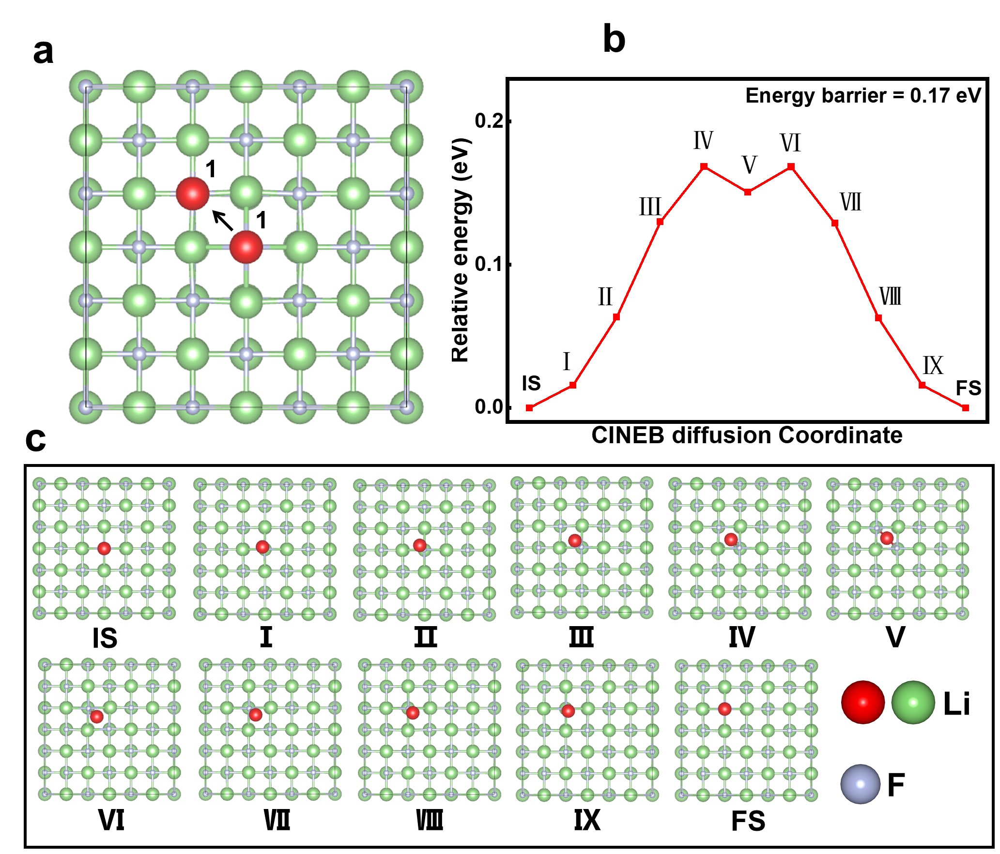 a
1
1
b
Energy barrier = 0.17 eV
Relative energy (eV)
0.2
0.1
0.0
IS
I
II
III
IV
V
VI
VII
VIII
IX
FS
CINEB diffusion Coordinate
c
IS I II III IV V
VI VII VIII IX FS
Li
F